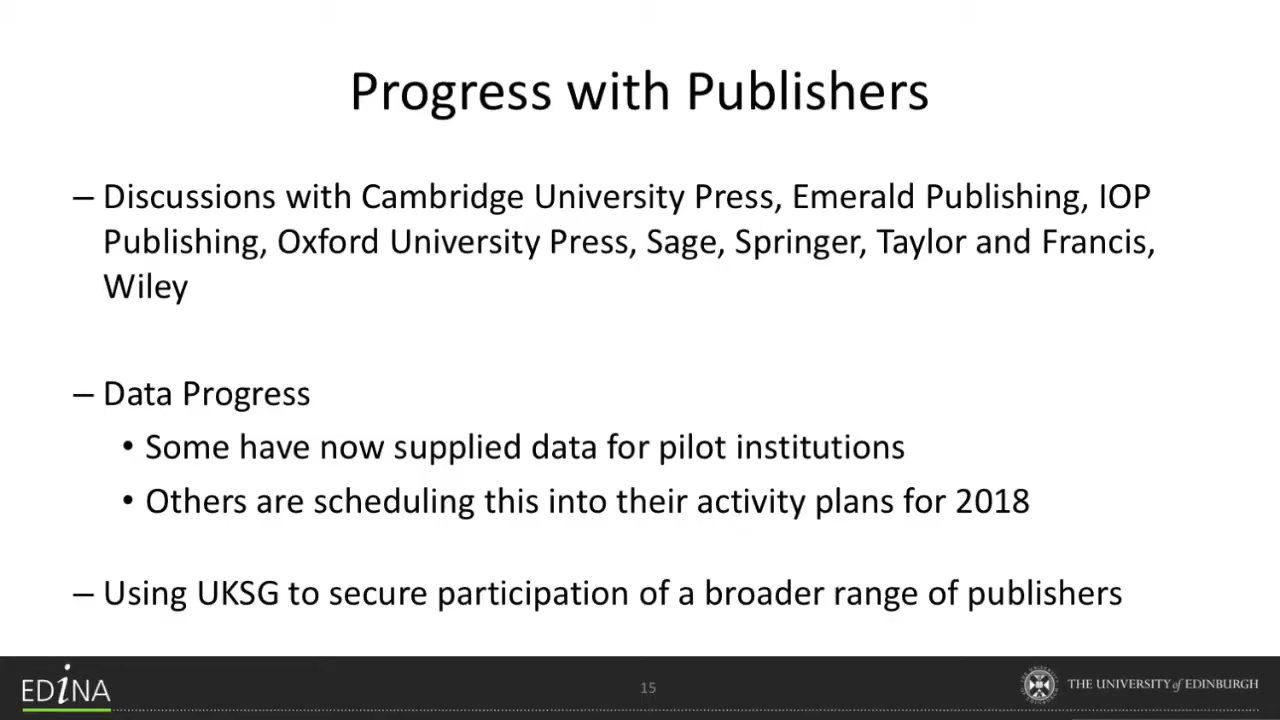 Progress with Publishers
– Discussions with Cambridge University Press, Emerald Publishing, IOP
Publishing, Oxford University Press, Sage, Springer, Taylor and Francis,
Wiley
– Data Progress
• Some have now supplied data for pilot institutions
• Others are scheduling this into their activity plans for 2018
– Using UKSG to secure participation of a broader range of publishers
EDINA
15
THE UNIVERSITY of EDINBURGH